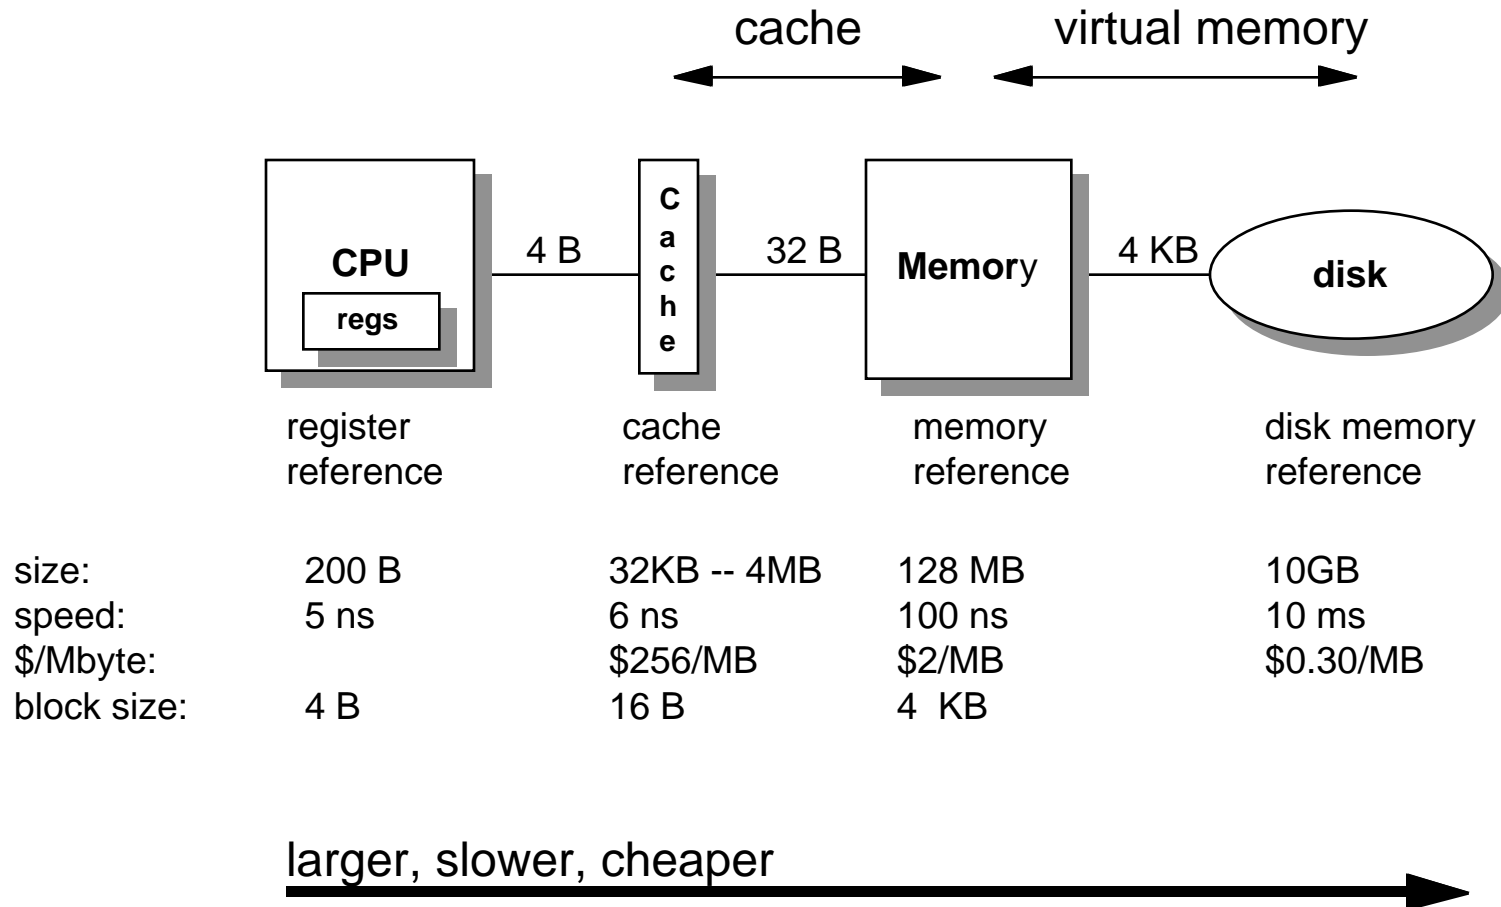 cache virtual memory
CPU
regs
4 B
Cache
32 B
Memory
4 KB
disk
register reference
cache reference
memory reference
disk memory reference
size: 200 B 32KB -- 4MB 128 MB 10GB
speed: 5 ns 6 ns 100 ns 10 ms
$/Mbyte: $256/MB $2/MB $0.30/MB
block size: 4 B 16 B 4 KB
larger, slower, cheaper